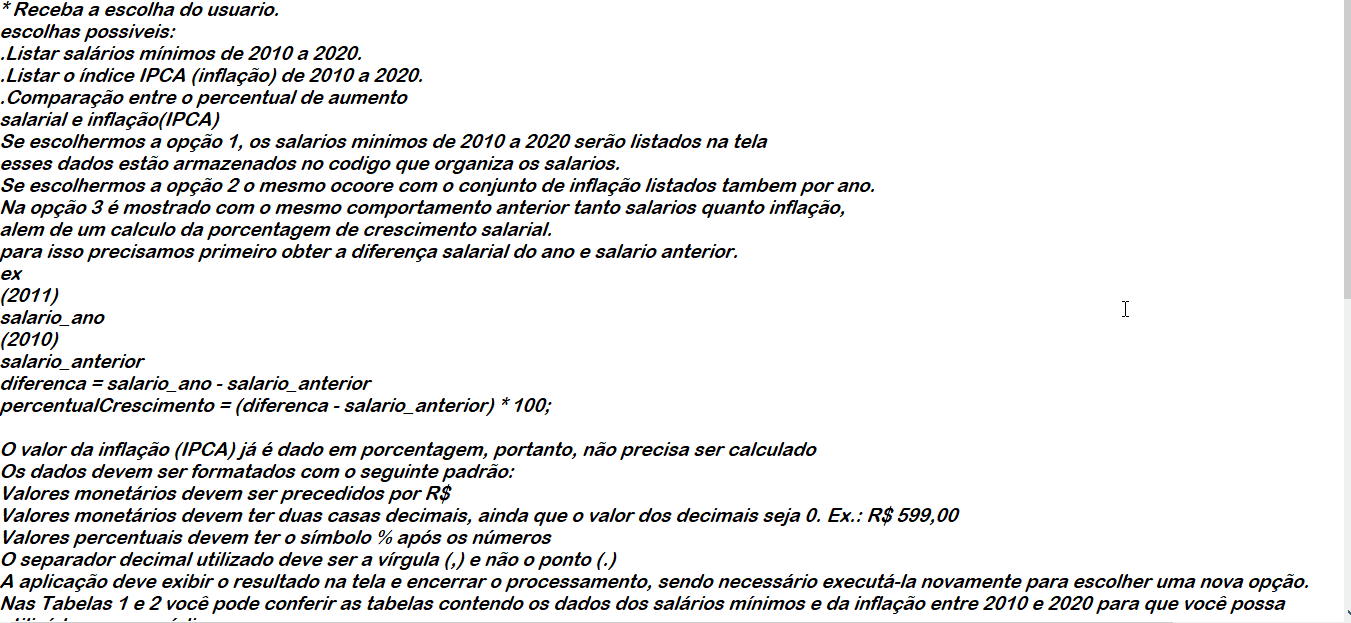 * Receba a escolha do usuario.
escolhas possiveis:
.Listar salários mínimos de 2010 a 2020.
.Listar o índice IPCA (inflação) de 2010 a 2020.
.Comparação entre o percentual de aumento
salarial e inflação(IPCA)
Se escolhermos a opção 1, os salarios minimos de 2010 a 2020 serão listados na tela
esses dados estão armazenados no codigo que organiza os salarios.
Se escolhermos a opção 2 o mesmo ocoore com o conjunto de inflação listados tambem por ano.
Na opção 3 é mostrado com o mesmo comportamento anterior tanto salarios quanto inflação,
alem de um calculo da porcentagem de crescimento salarial.
para isso precisamos primeiro obter a diferença salarial do ano e salario anterior.
ex
(2011)
salario_ano
(2010)
salario_anterior
diferenca = salario_ano - salario_anterior
percentualCrescimento = (diferenca - salario_anterior) * 100;
O valor da inflação (IPCA) já é dado em porcentagem, portanto, não precisa ser calculado
Os dados devem ser formatados com o seguinte padrão:
Valores monetários devem ser precedidos por R$
Valores monetários devem ter duas casas decimais, ainda que o valor dos decimais seja 0. Ex.: R$ 599,00
Valores percentuais devem ter o símbolo % após os números
O separador decimal utilizado deve ser a vírgula (,) e não o ponto (.)
A aplicação deve exibir o resultado na tela e encerrar o processamento, sendo necessário executá-la novamente para escolher uma nova opção.
Nas Tabelas 1 e 2 você pode conferir as tabelas contendo os dados dos salários mínimos e da inflação entre 2010 e 2020 para que você possa